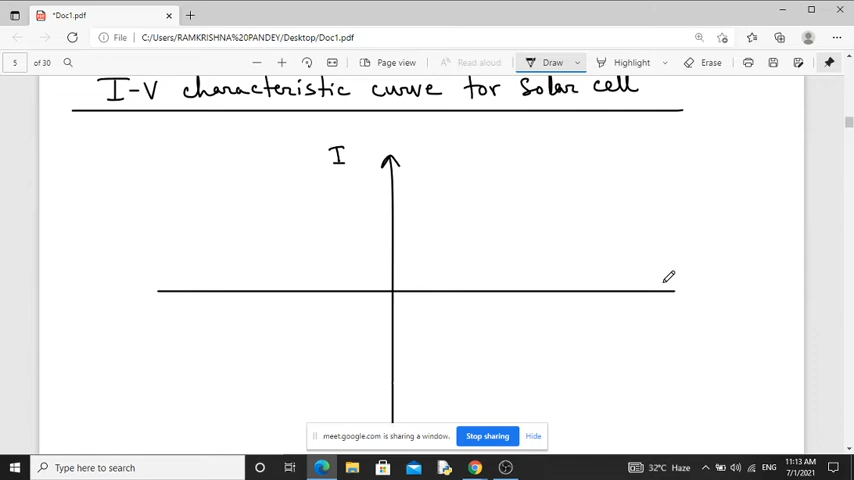 *Doc1.pdf
File C:/Users/RAMKRISHNA%20PANDEY/Desktop/Doc1.pdf
5 of 30 Page view Read aloud Draw Highlight Erase
I-V characteristic curve for Solar cell
I
meet.google.com is sharing a window. Stop sharing Hide
Type here to search 32°C Haze ENG 11:13 AM
7/1/2021